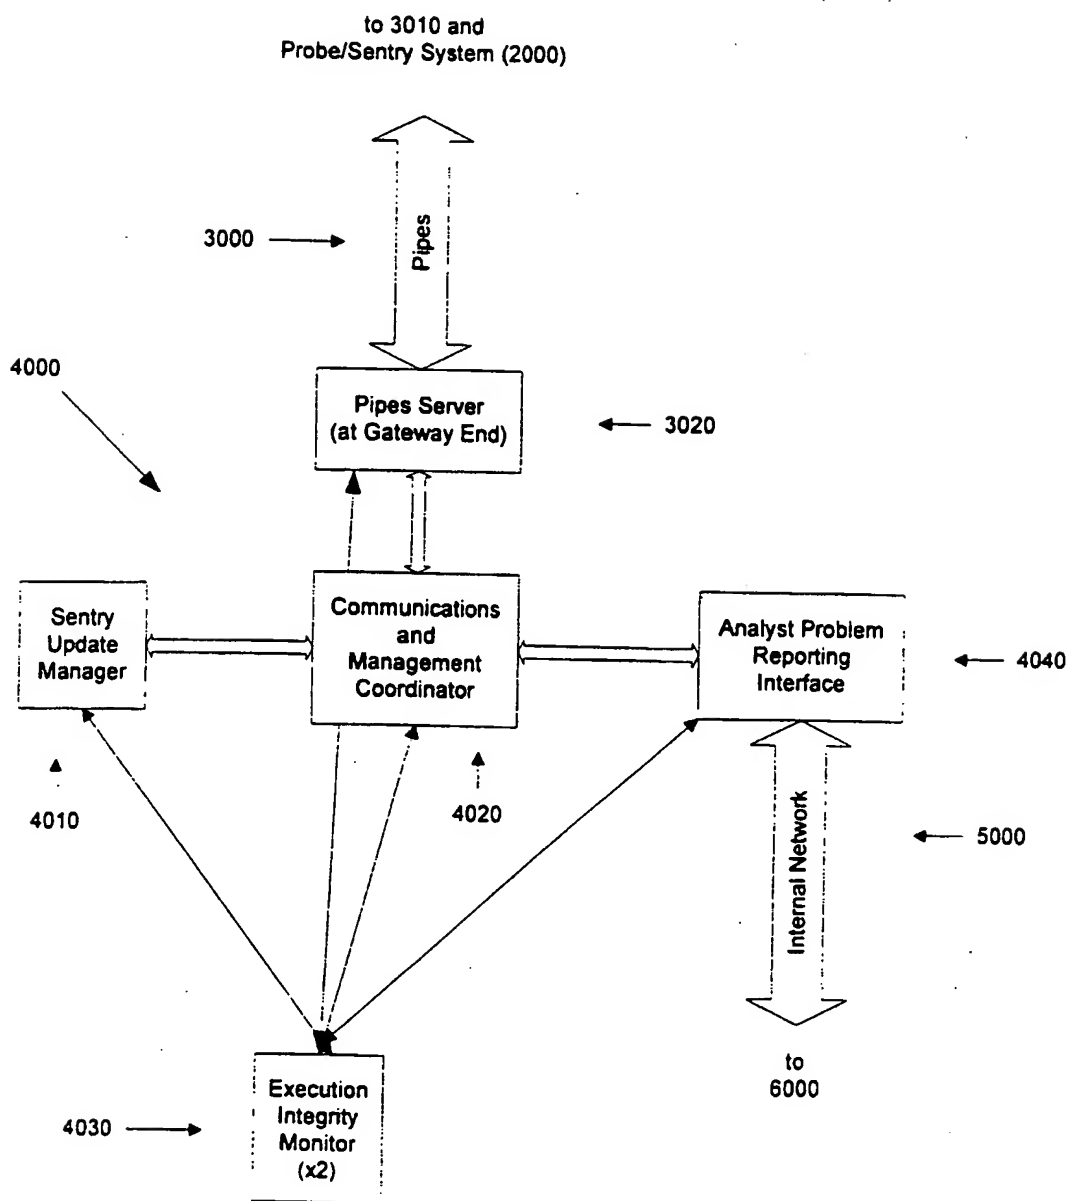 to 3010 and
Probe/Sentry System (2000)
Pipes
3000
4000
Pipes Server
(at Gateway End)
3020
Sentry
Update
Manager
Communications
and
Management
Coordinator
Analyst Problem
Reporting
Interface
4040
4010
4020
Internal Network
5000
to
6000
4030
Execution
Integrity
Monitor
(x2)